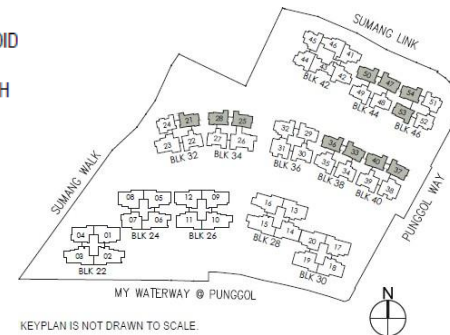 OID
H
SUMANG LINK
SUMANG WALK
PUNGGOL WAY
MY WATERWAY @ PUNGGOL
45 46 41
44 43 42
BLK 42
50 47 54 51
49 48 53 52
BLK 46
24 21 28 25
23 22 27 26
BLK 32 BLK 34
32 29
31 30
BLK 36
36 33 40 37
35 34 39 38
BLK 38 BLK 40
08 05 12 09
07 06 11 10
BLK 24 BLK 26
04 01
03 02
BLK 22
16 13
15 14
BLK 28
20 17
19 18
BLK 30
N
KEYPLAN IS NOT DRAWN TO SCALE.